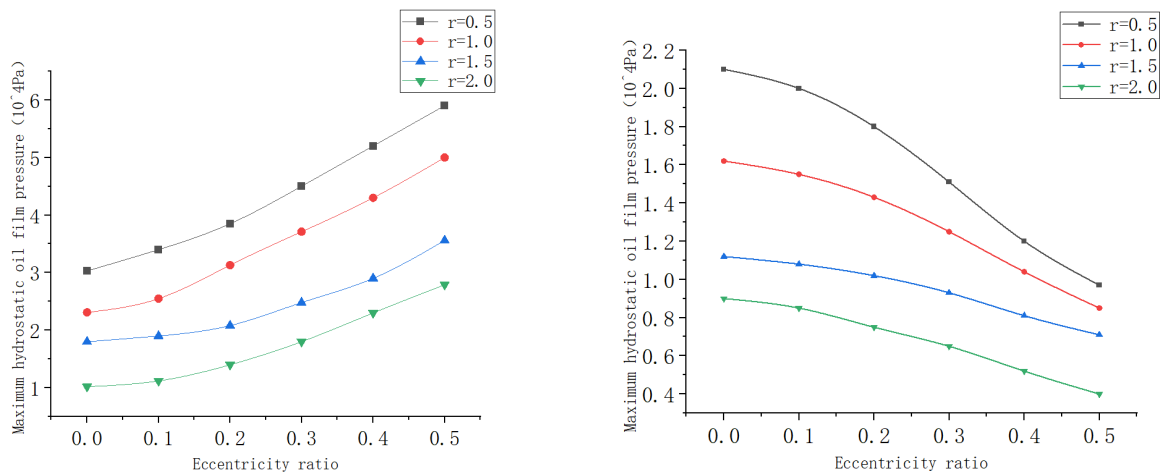 r=0.5
r=1.0
r=1.5
r=2.0
Maximum hydrostatic oil film pressure (10^4Pa)
6
5
4
3
2
1
0.0 0.1 0.2 0.3 0.4 0.5
Eccentricity ratio
r=0.5
r=1.0
r=1.5
r=2.0
Maximum hydrostatic oil film pressure (10^4Pa)
2.2
2.0
1.8
1.6
1.4
1.2
1.0
0.8
0.6
0.4
0.0 0.1 0.2 0.3 0.4 0.5
Eccentricity ratio